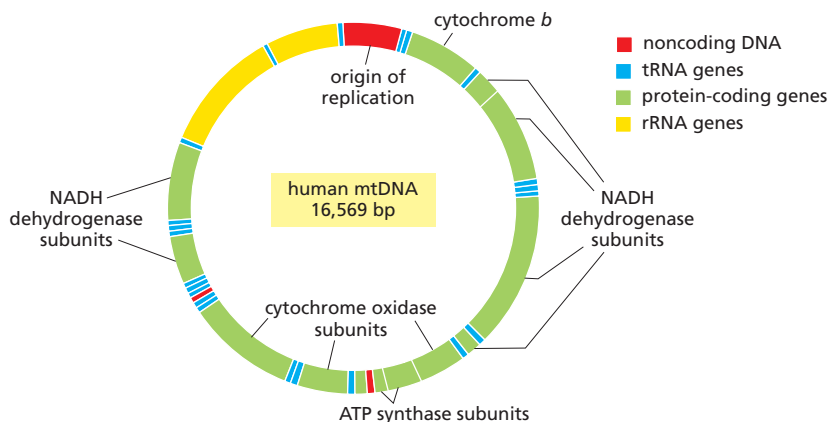 cytochrome b
noncoding DNA
tRNA genes
protein-coding genes
rRNA genes
origin of
replication
human mtDNA
16,569 bp
NADH
dehydrogenase
subunits
NADH
dehydrogenase
subunits
cytochrome oxidase
subunits
ATP synthase subunits